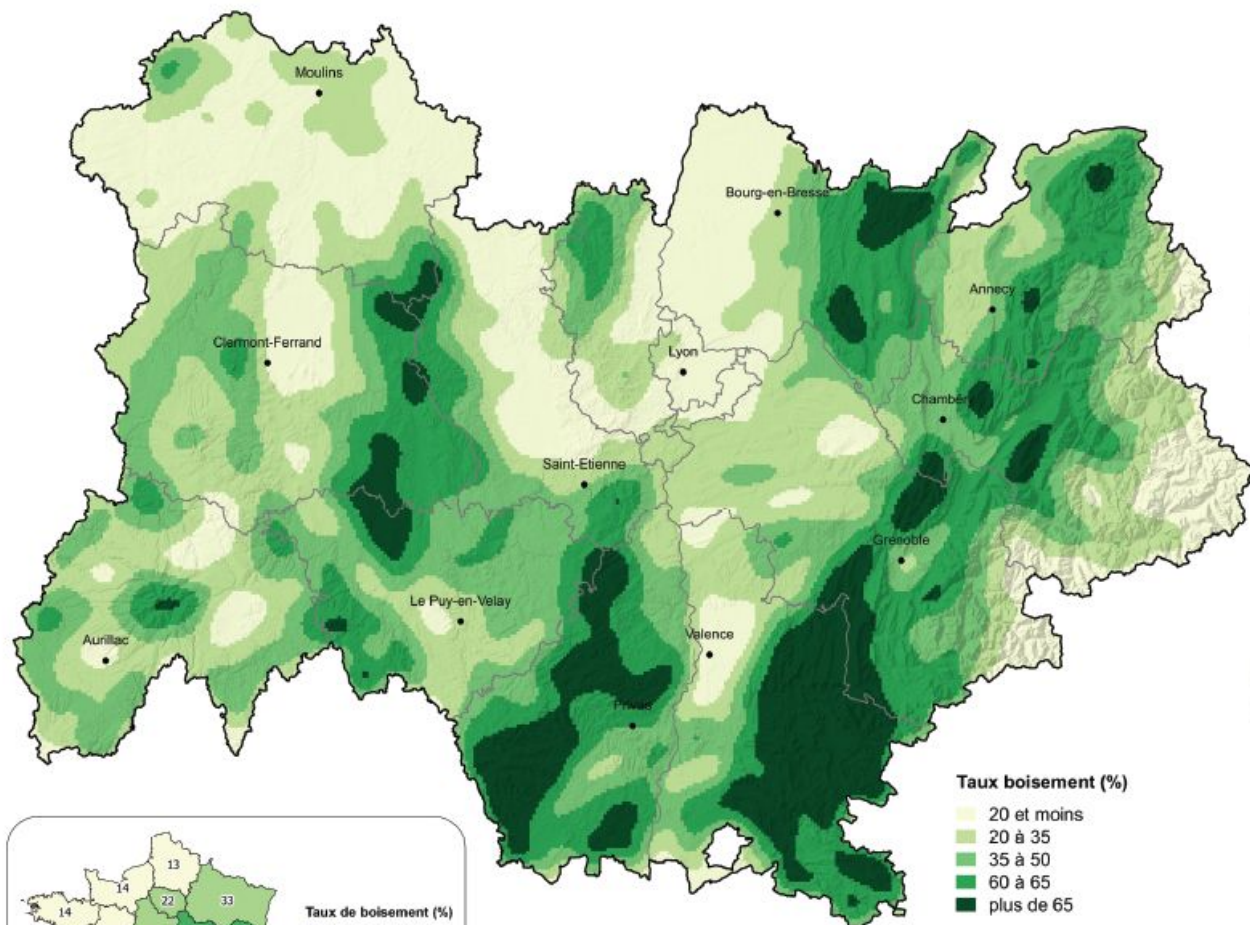 Moulins
Bourg-en-Bresse
Annecy
Clermont-Ferrand
Lyon
Chambéry
Saint-Etienne
Grenoble
Le Puy-en-Velay
Aurillac
Valence
Privas
Taux boisement (%)
20 et moins
20 à 35
35 à 50
60 à 65
plus de 65
13
14
22
33
14
Taux de boisement (%)